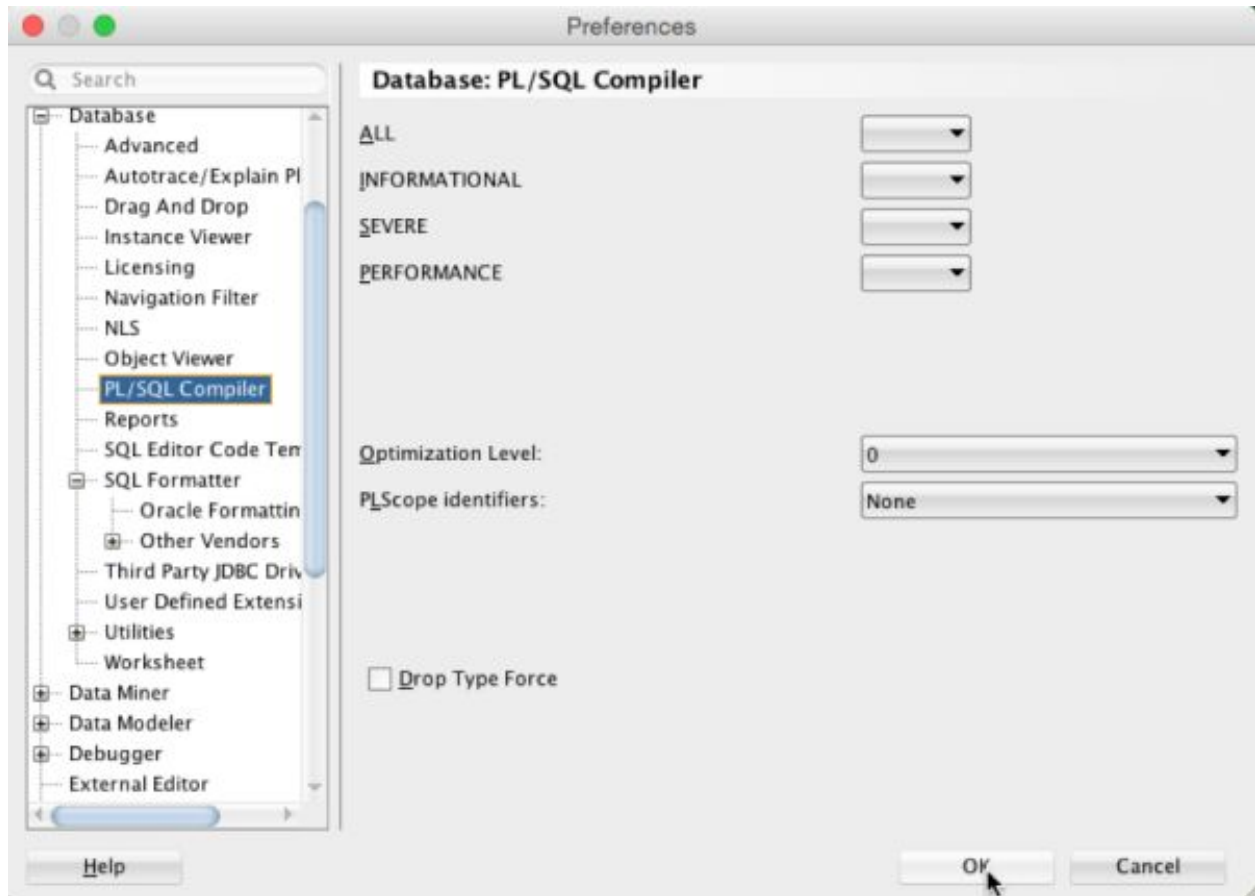 Preferences
Search
Database
Advanced
Autotrace/Explain Pl
Drag And Drop
Instance Viewer
Licensing
Navigation Filter
NLS
Object Viewer
PL/SQL Compiler
Reports
SQL Editor Code Tem
SQL Formatter
Oracle Formattin
Other Vendors
Third Party JDBC Driv
User Defined Extensi
Utilities
Worksheet
Data Miner
Data Modeler
Debugger
External Editor
Database: PL/SQL Compiler
ALL
INFORMATIONAL
SEVERE
PERFORMANCE
Optimization Level: 0
PLScope identifiers: None
Drop Type Force
Help
OK
Cancel